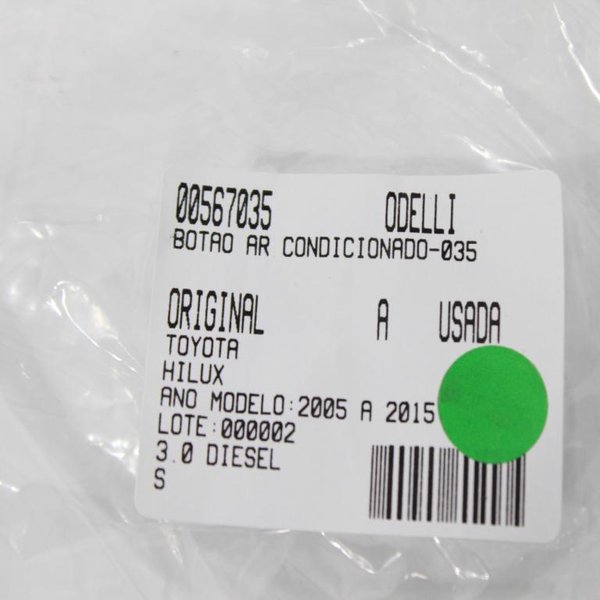 00567035 ODELLI
BOTAO AR CONDICIONADO-035
ORIGINAL A USADA
TOYOTA
HILUX
ANO MODELO:2005 A 2015
LOTE:000002
3.0 DIESEL
S